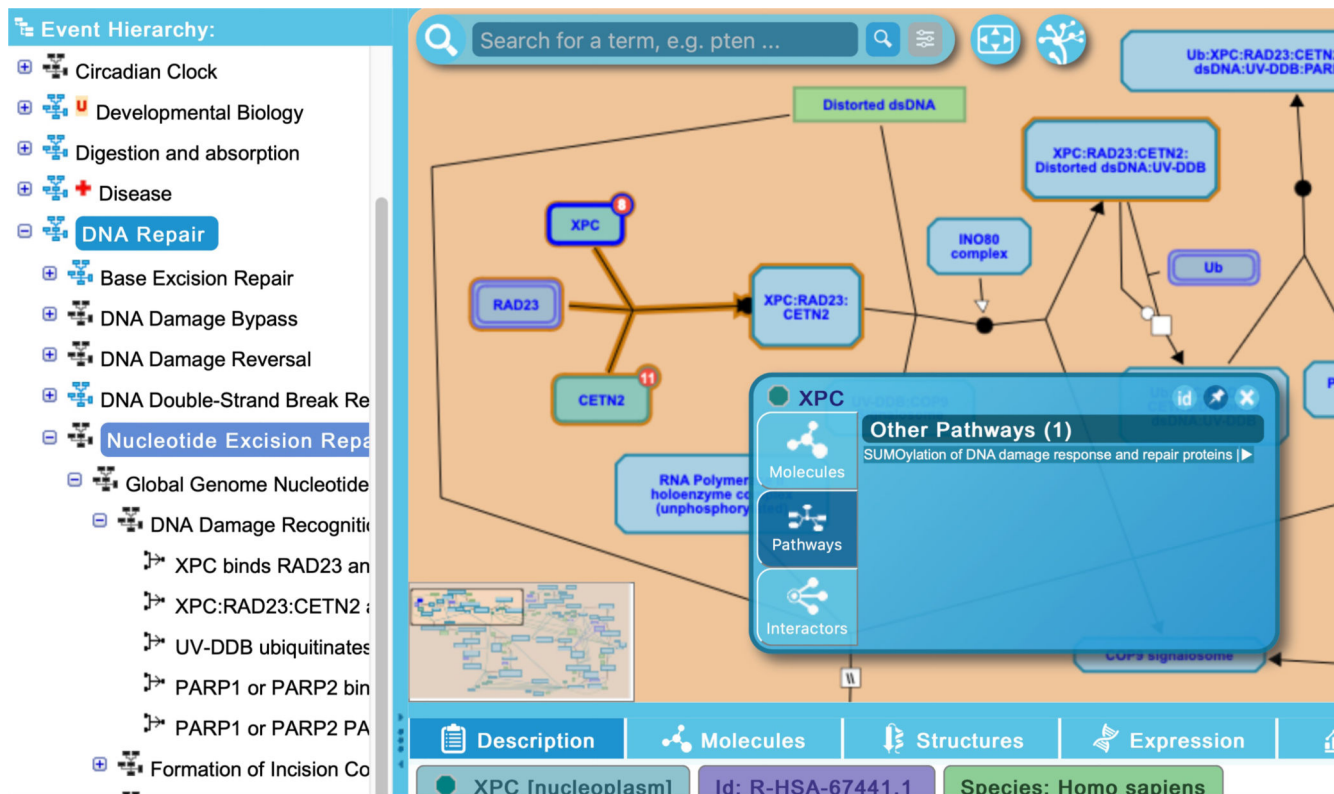 Event Hierarchy:
Circadian Clock
U Developmental Biology
Digestion and absorption
Disease
DNA Repair
Base Excision Repair
DNA Damage Bypass
DNA Damage Reversal
DNA Double-Strand Break Re
Nucleotide Excision Repa
Global Genome Nucleotide
DNA Damage Recogniti
XPC binds RAD23 an
XPC:RAD23:CETN2 a
UV-DDB ubiquitinates
PARP1 or PARP2 bin
PARP1 or PARP2 PA
Formation of Incision Co
Search for a term, e.g. pten ...
Ub:XPC:RAD23:CETN2
dsDNA:UV-DDB:PARP
Distorted dsDNA
XPC:RAD23:CETN2:
Distorted dsDNA:UV-DDB
XPC
8
INO80
complex
Ub
RAD23
XPC:RAD23:
CETN2
CETN2
11
P
XPC
id
Molecules
Pathways
Interactors
Other Pathways (1)
SUMOylation of DNA damage response and repair proteins
RNA Polymer
holoenzyme co
(unphosphory
COP9 signalosome
\\
Description
Molecules
Structures
Expression
XPC [nucleoplasm]
Id: R-HSA-67441.1
Species: Homo sapiens